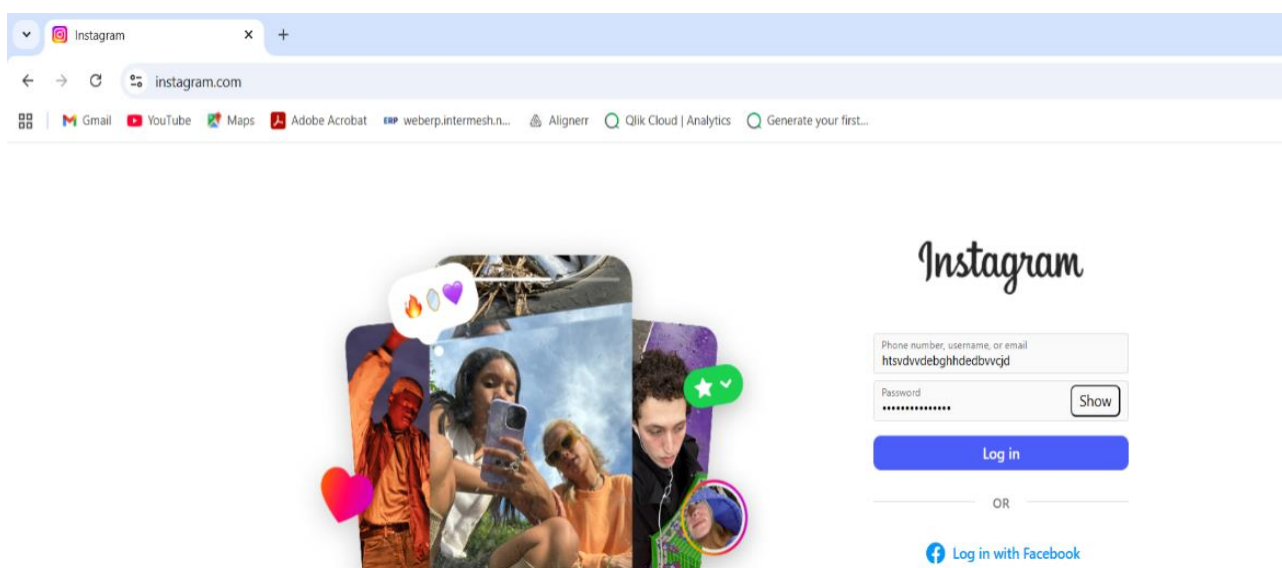 Instagram
instagram.com
Gmail YouTube Maps Adobe Acrobat ERP weberp.intermesh.n... Alignerr Qlik Cloud | Analytics Generate your first...
Instagram
Phone number, username, or email
htsvdvvdebghhdedbvvcjd
Password
••••••••••••••• Show
Log in
OR
Log in with Facebook